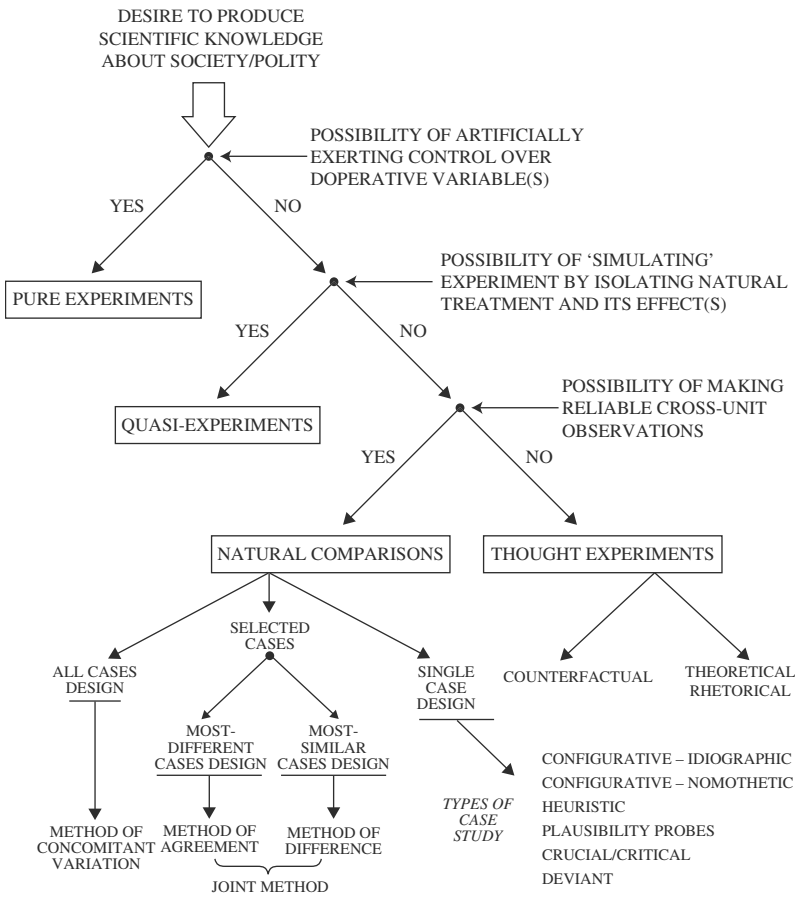 DESIRE TO PRODUCE
SCIENTIFIC KNOWLEDGE
ABOUT SOCIETY/POLITY
POSSIBILITY OF ARTIFICIALLY
EXERTING CONTROL OVER
DOPERATIVE VARIABLE(S)
YES
NO
PURE EXPERIMENTS
POSSIBILITY OF ‘SIMULATING’
EXPERIMENT BY ISOLATING NATURAL
TREATMENT AND ITS EFFECT(S)
YES
NO
QUASI-EXPERIMENTS
POSSIBILITY OF MAKING
RELIABLE CROSS-UNIT
OBSERVATIONS
YES
NO
NATURAL COMPARISONS
THOUGHT EXPERIMENTS
ALL CASES
DESIGN
SELECTED
CASES
SINGLE
CASE
DESIGN
COUNTERFACTUAL
THEORETICAL
RHETORICAL
MOST-
DIFFERENT
CASES DESIGN
MOST-
SIMILAR
CASES DESIGN
METHOD OF
CONCOMITANT
VARIATION
METHOD OF
AGREEMENT
METHOD OF
DIFFERENCE
JOINT METHOD
TYPES OF
CASE
STUDY
CONFIGURATIVE – IDIOGRAPHIC
CONFIGURATIVE – NOMOTHETIC
HEURISTIC
PLAUSIBILITY PROBES
CRUCIAL/CRITICAL
DEVIANT